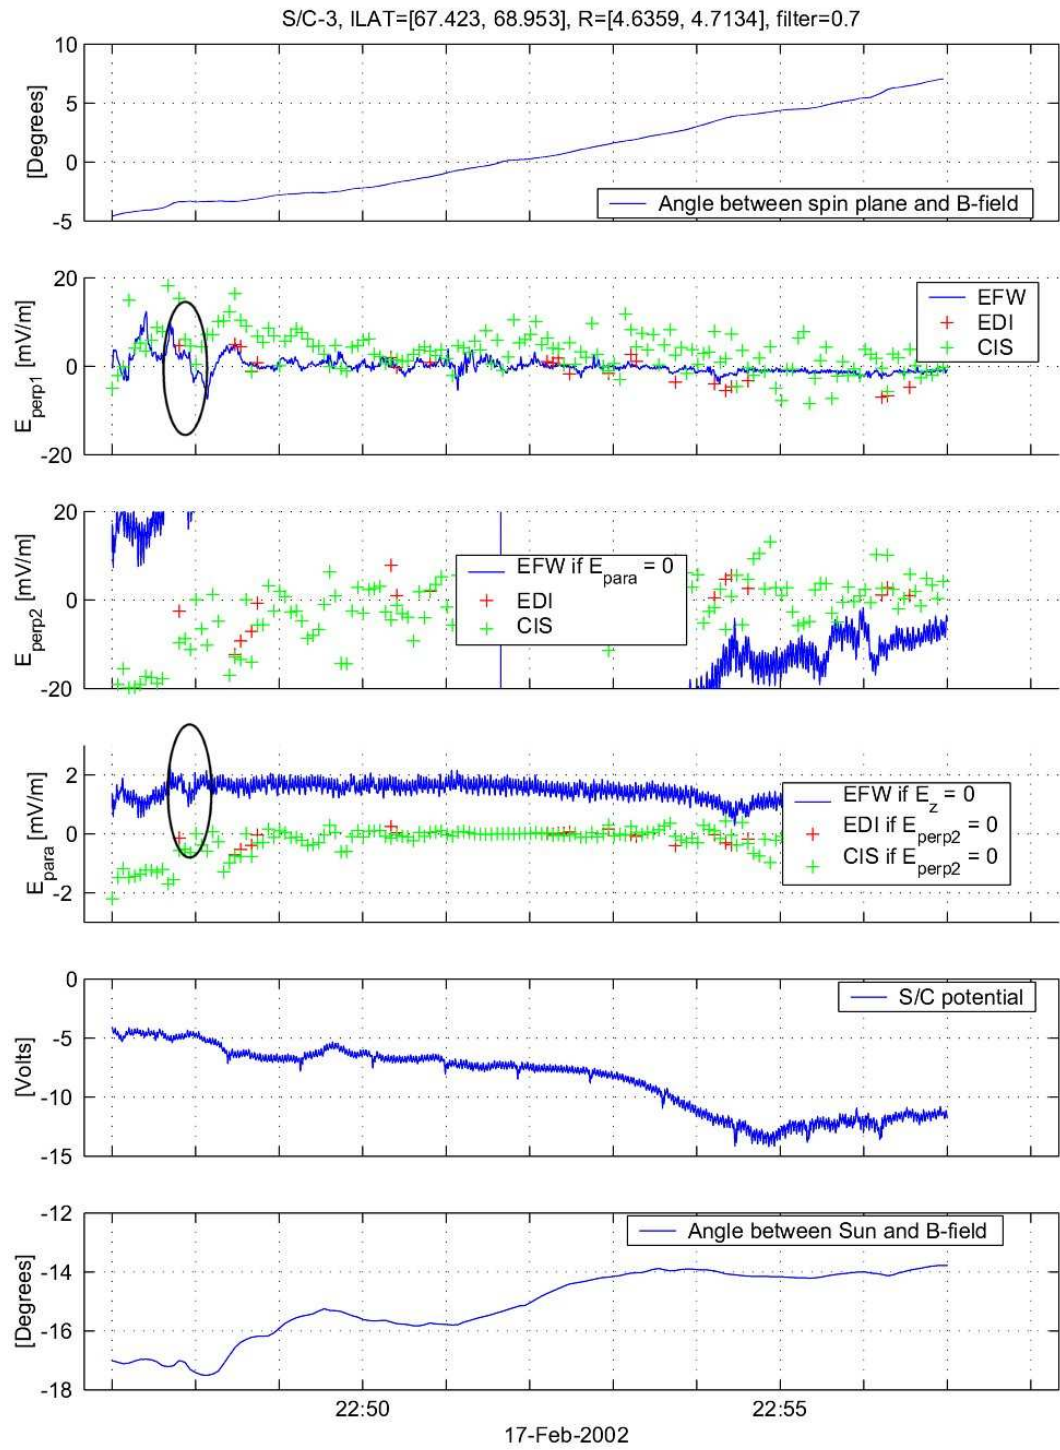 S/C-3, ILAT=[67.423, 68.953], R=[4.6359, 4.7134], filter=0.7
10
5
0
-5
[Degrees]
Angle between spin plane and B-field
20
0
-20
E_perp1 [mV/m]
EFW
EDI
CIS
20
0
-20
E_perp2 [mV/m]
EFW if E_para = 0
EDI
CIS
2
0
-2
E_para [mV/m]
EFW if E_z = 0
EDI if E_perp2 = 0
CIS if E_perp2 = 0
0
-5
-10
-15
[Volts]
S/C potential
-12
-14
-16
-18
[Degrees]
Angle between Sun and B-field
22:50
22:55
17-Feb-2002